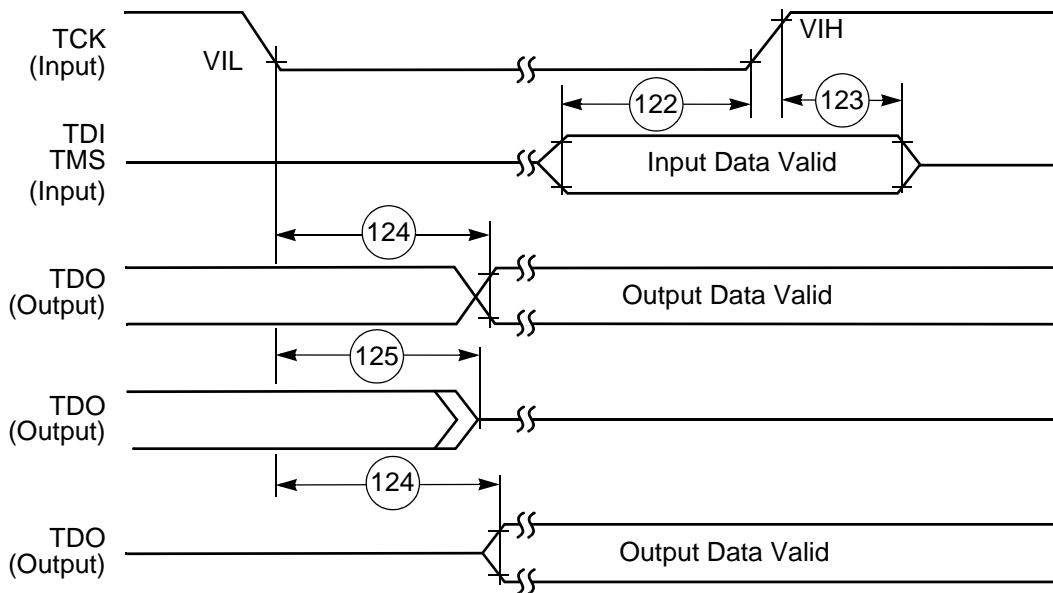 TCK
(Input)
VIL
VIH
122
123
TDI
TMS
(Input)
Input Data Valid
124
TDO
(Output)
Output Data Valid
125
TDO
(Output)
124
TDO
(Output)
Output Data Valid